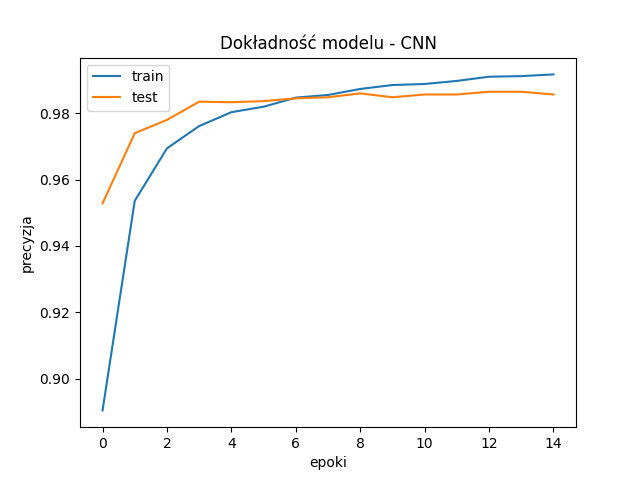 Dokładność modelu - CNN
train
test
0.98
0.96
0.94
0.92
0.90
precyzja
0 2 4 6 8 10 12 14
epoki